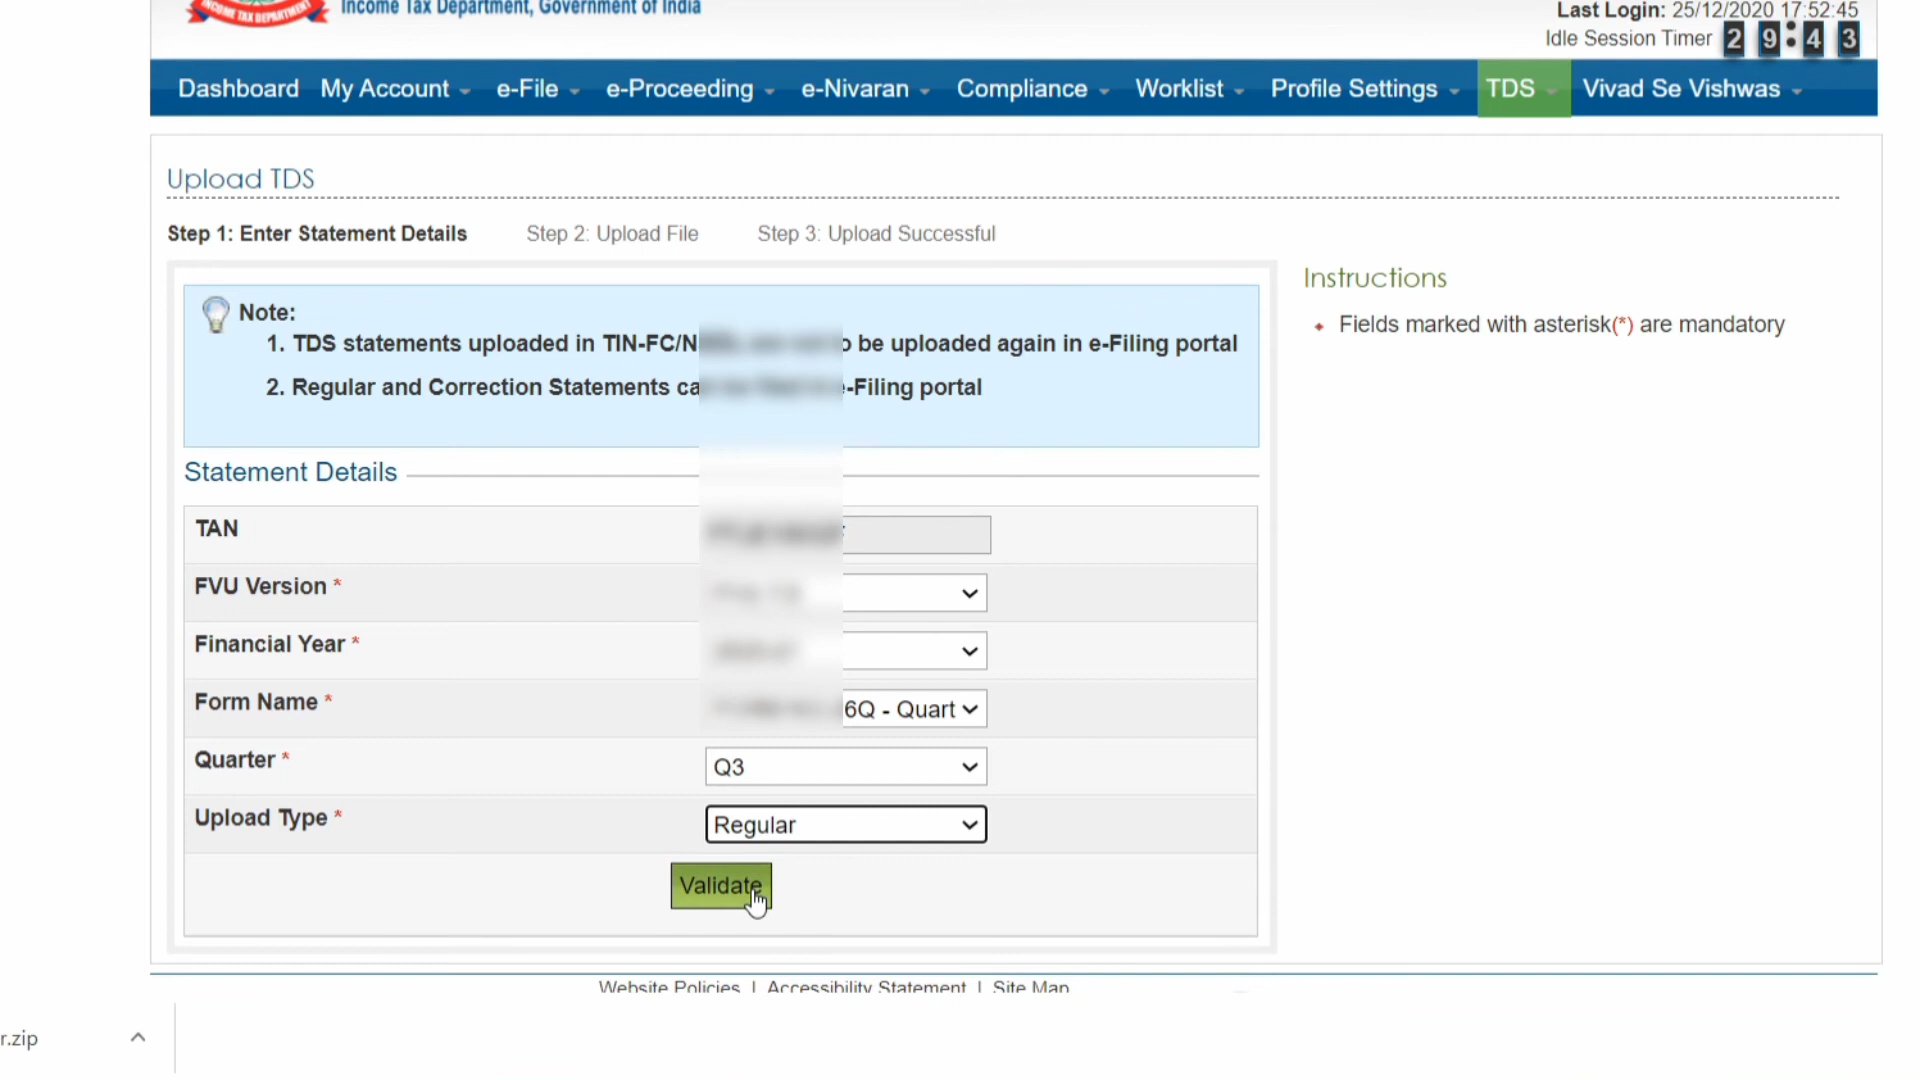 INCOME TAX DEPARTMENT
Income Tax Department, Government of India
Last Login: 25/12/2020 17:52:45
Idle Session Timer 29:43
Dashboard My Account e-File e-Proceeding e-Nivaran Compliance Worklist Profile Settings TDS Vivad Se Vishwas
Upload TDS
Step 1: Enter Statement Details Step 2: Upload File Step 3: Upload Successful
Instructions
Fields marked with asterisk(*) are mandatory
Note:
1. TDS statements uploaded in TIN-FC/N be uploaded again in e-Filing portal
2. Regular and Correction Statements e-Filing portal
Statement Details
TAN
FVU Version *
Financial Year *
Form Name * 6Q - Quart
Quarter * Q3
Upload Type * Regular
Validate
Website Policies | Accessibility Statement | Site Map
r.zip